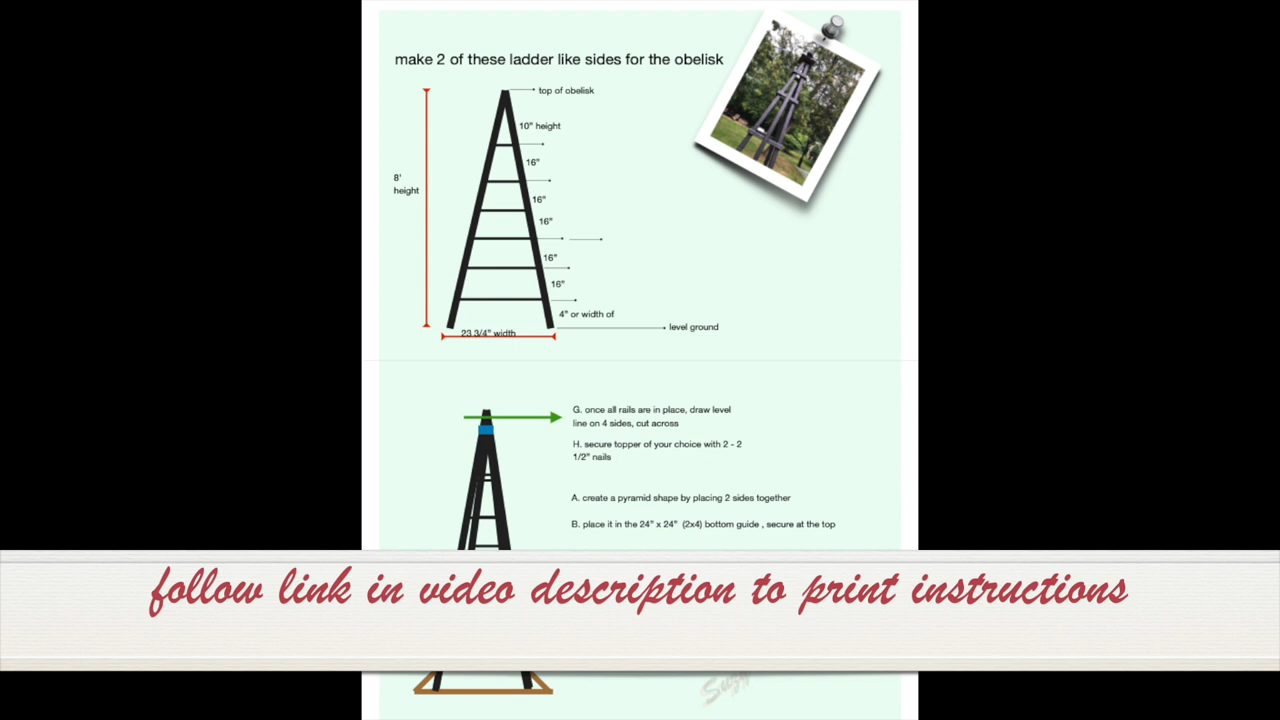 make 2 of these ladder like sides for the obelisk
top of obelisk
10" height
16"
8'
height
16"
16"
16"
16"
4" or width of
level ground
23 3/4" width
G. once all rails are in place, draw level
line on 4 sides, cut across
H. secure topper of your choice with 2 - 2
1/2" nails
A. create a pyramid shape by placing 2 sides together
B. place it in the 24" x 24" (2x4) bottom guide , secure at the top
follow link in video description to print instructions